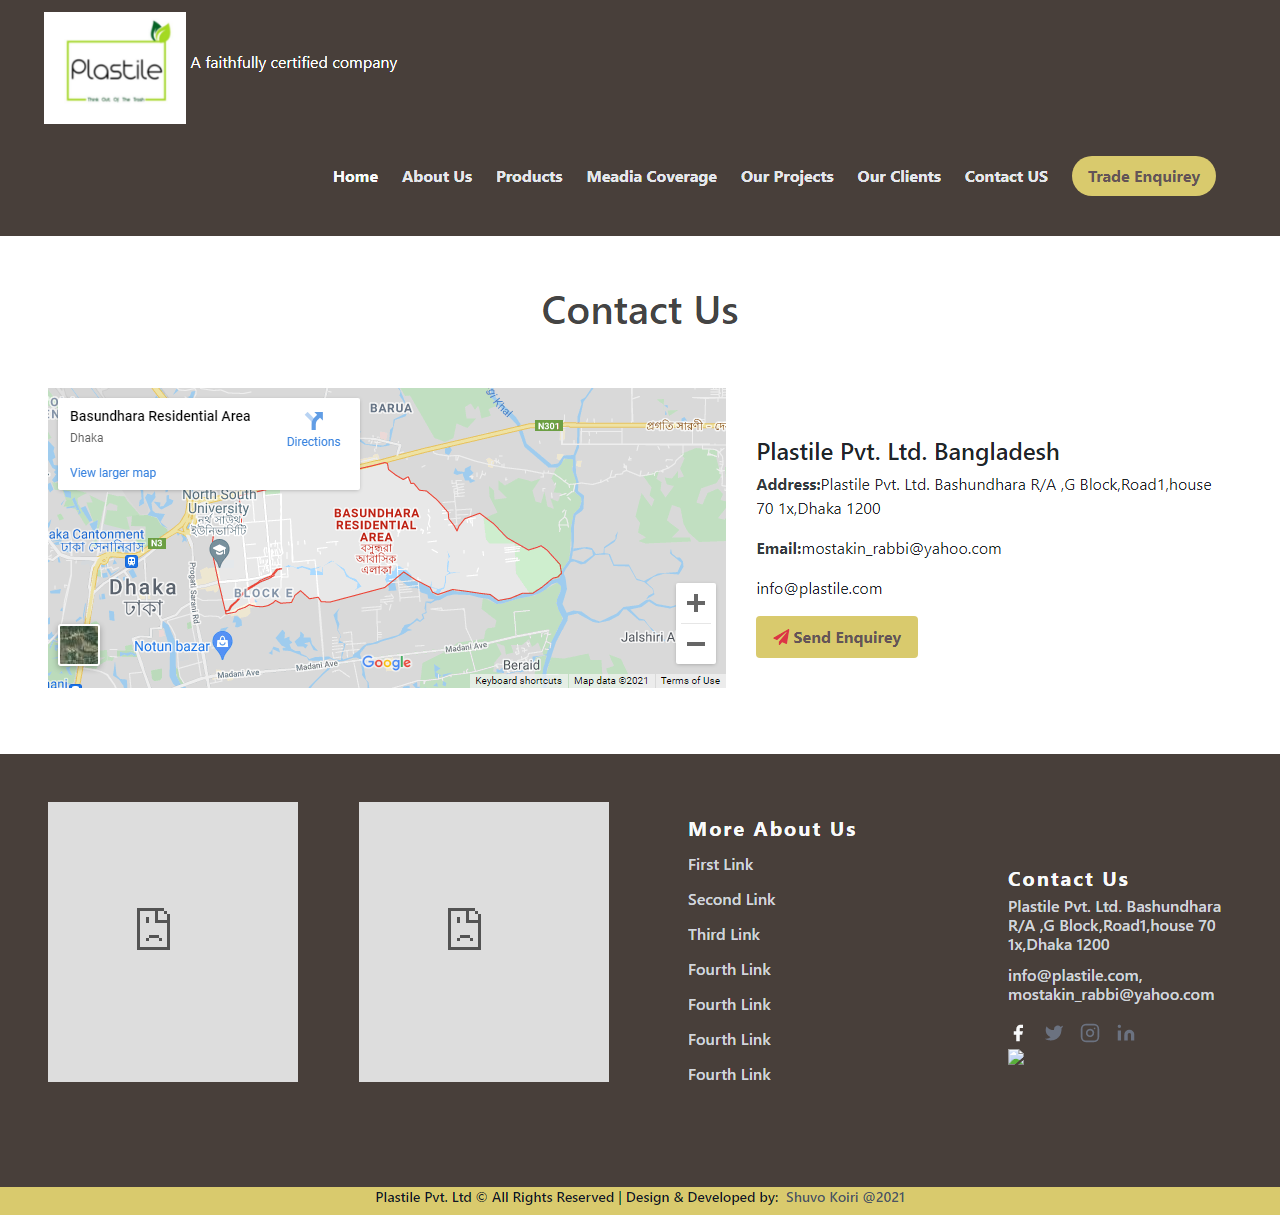 Plastile
Think Out Of The Trash
A faithfully certified company
Home About Us Products Meadia Coverage Our Projects Our Clients Contact US Trade Enquirey
Contact Us
Basundhara Residential Area
Dhaka
Directions
View larger map
BARUA
N301
প্রগতি সারণী - দে
gi Khal
North South
University
নর্থ সাউথ
ইউনিভার্সিটি
aka Cantonment
ঢাকা সেনানিবাস
N3
BASUNDHARA
RESIDENTIAL
AREA
বসুন্ধরা
আবাসিক
এলাকা
Dhaka
ঢাকা
Pragati Sarani Rd
BLOCK E
Notun bazar
Jalshiri A
Madani Ave
Madani Ave
Madani Ave
Beraid
Google
ani
Keyboard shortcuts Map data ©2021 Terms of Use
Plastile Pvt. Ltd. Bangladesh
Address:Plastile Pvt. Ltd. Bashundhara R/A ,G Block,Road1,house
70 1x,Dhaka 1200
Email:mostakin_rabbi@yahoo.com
info@plastile.com
Send Enquirey
More About Us
First Link
Second Link
Third Link
Fourth Link
Fourth Link
Fourth Link
Fourth Link
Contact Us
Plastile Pvt. Ltd. Bashundhara
R/A ,G Block,Road1,house 70
1x,Dhaka 1200
info@plastile.com,
mostakin_rabbi@yahoo.com
Plastile Pvt. Ltd © All Rights Reserved | Design & Developed by: Shuvo Koiri @2021